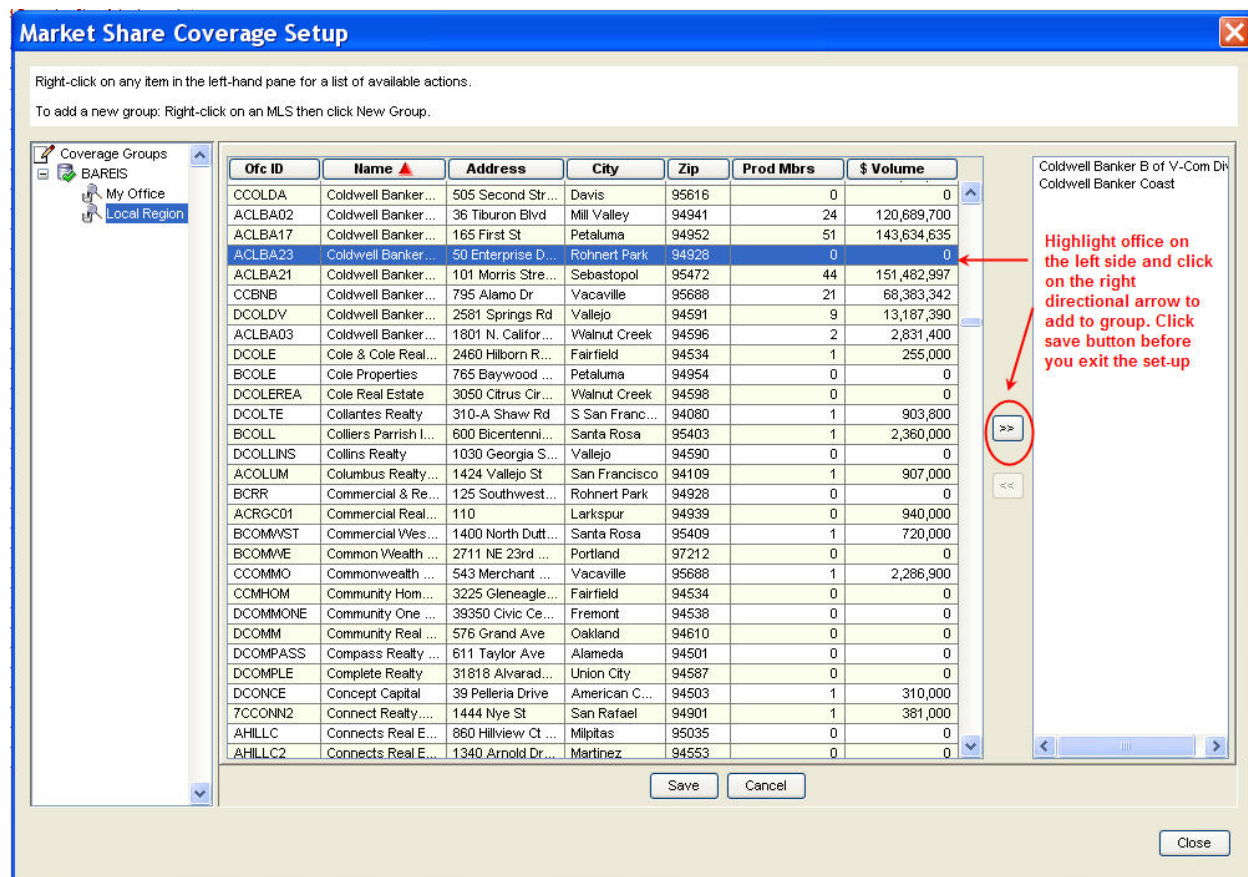 Market Share Coverage Setup
Right-click on any item in the left-hand pane for a list of available actions.
To add a new group: Right-click on an MLS then click New Group.
Coverage Groups
BAREIS
My Office
Local Region
Ofc ID Name Address City Zip Prod Mbrs $ Volume
CCOLDA Coldwell Banker... 505 Second Str... Davis 95616 0 0
ACLBA02 Coldwell Banker... 36 Tiburon Blvd Mill Valley 94941 24 120,689,700
ACLBA17 Coldwell Banker... 165 First St Petaluma 94952 51 143,634,635
ACLBA23 Coldwell Banker... 50 Enterprise D... Rohnert Park 94928 0 0
ACLBA21 Coldwell Banker... 101 Morris Stre... Sebastopol 95472 44 151,482,997
CCBNB Coldwell Banker... 795 Alamo Dr Vacaville 95688 21 68,383,342
DCOLDV Coldwell Banker... 2581 Springs Rd Vallejo 94591 9 13,187,390
ACLBA03 Coldwell Banker... 1801 N. Califor... Walnut Creek 94596 2 2,831,400
DCOLE Cole & Cole Real... 2460 Hilborn R... Fairfield 94534 1 255,000
BCOLE Cole Properties 765 Baywood ... Petaluma 94954 0 0
DCOLEREA Cole Real Estate 3050 Citrus Cir... Walnut Creek 94598 0 0
DCOLTE Collantes Realty 310-A Shaw Rd S San Franc... 94080 1 903,800
BCOLL Colliers Parrish I... 600 Bicentenni... Santa Rosa 95403 1 2,360,000
DCOLLINS Collins Realty 1030 Georgia S... Vallejo 94590 0 0
ACOLUM Columbus Realty... 1424 Vallejo St San Francisco 94109 1 907,000
BCRR Commercial & Re... 125 Southwest... Rohnert Park 94928 0 0
ACRGC01 Commercial Real... 110 Larkspur 94939 0 940,000
BCOMWST Commercial Wes... 1400 North Dutt... Santa Rosa 95409 1 720,000
BCOMWE Common Wealth ... 2711 NE 23rd ... Portland 97212 0 0
CCOMMO Commonwealth ... 543 Merchant ... Vacaville 95688 1 2,286,900
CCMHOM Community Hom... 3225 Gleneagle... Fairfield 94534 0 0
DCOMMONE Community One ... 39350 Civic Ce... Fremont 94538 0 0
DCOMM Community Real ... 576 Grand Ave Oakland 94610 0 0
DCOMPASS Compass Realty ... 611 Taylor Ave Alameda 94501 0 0
DCOMPLE Complete Realty 31818 Alvarad... Union City 94587 0 0
DCONCE Concept Capital 39 Pelleria Drive American C... 94503 1 310,000
7CCONN2 Connect Realty.... 1444 Nye St San Rafael 94901 1 381,000
AHILLC Connects Real E... 860 Hillview Ct ... Milpitas 95035 0 0
AHILLC2 Connects Real E... 1340 Arnold Dr... Martinez 94553 0 0
>>
<<
Coldwell Banker B of V-Com Div
Coldwell Banker Coast
Highlight office on
the left side and click
on the right
directional arrow to
add to group. Click
save button before
you exit the set-up
Save Cancel
Close